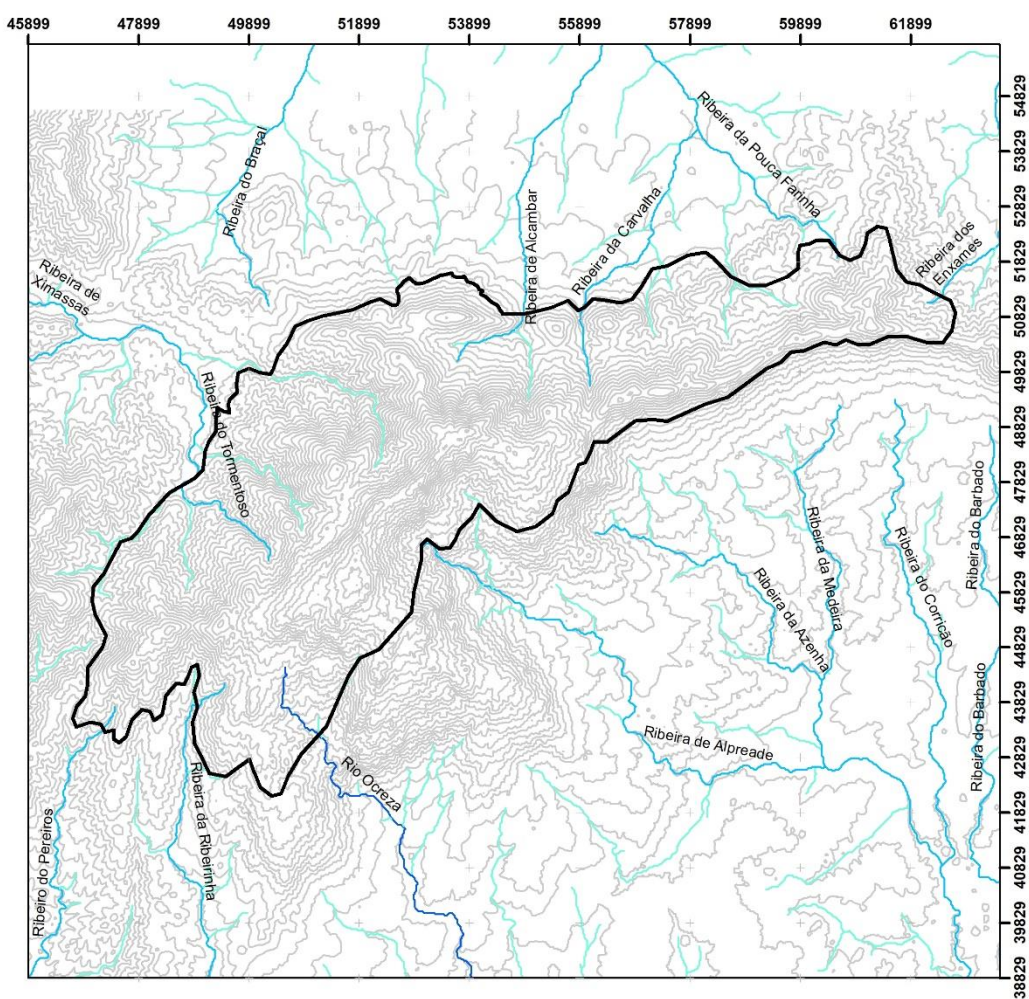 45899 47899 49899 51899 53899 55899 57899 59899 61899
54829
53829
52829
51829
50829
49829
48829
47829
46829
45829
44829
43829
42829
41829
40829
39829
38829
Ribeira do Braçal
Ribeira de Alcambar
Ribeira da Carvalha
Ribeira da Pouca Farinha
Ribeira dos
Enxames
Ribeira de
Ximassas
Ribeira do Tormentoso
Ribeira da Azenha
Ribeira da Medeira
Ribeira do Corricão
Ribeira do Barbado
Ribeira do Barbado
Ribeira de Alpreade
Rio Ocreza
Ribeira da Ribeirinha
Ribeiro do Pereiros